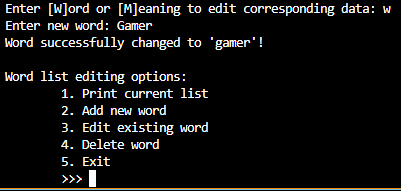 Enter [W]ord or [M]eaning to edit corresponding data: w
Enter new word: Gamer
Word successfully changed to 'gamer'!
Word list editing options:
1. Print current list
2. Add new word
3. Edit existing word
4. Delete word
5. Exit
>>>